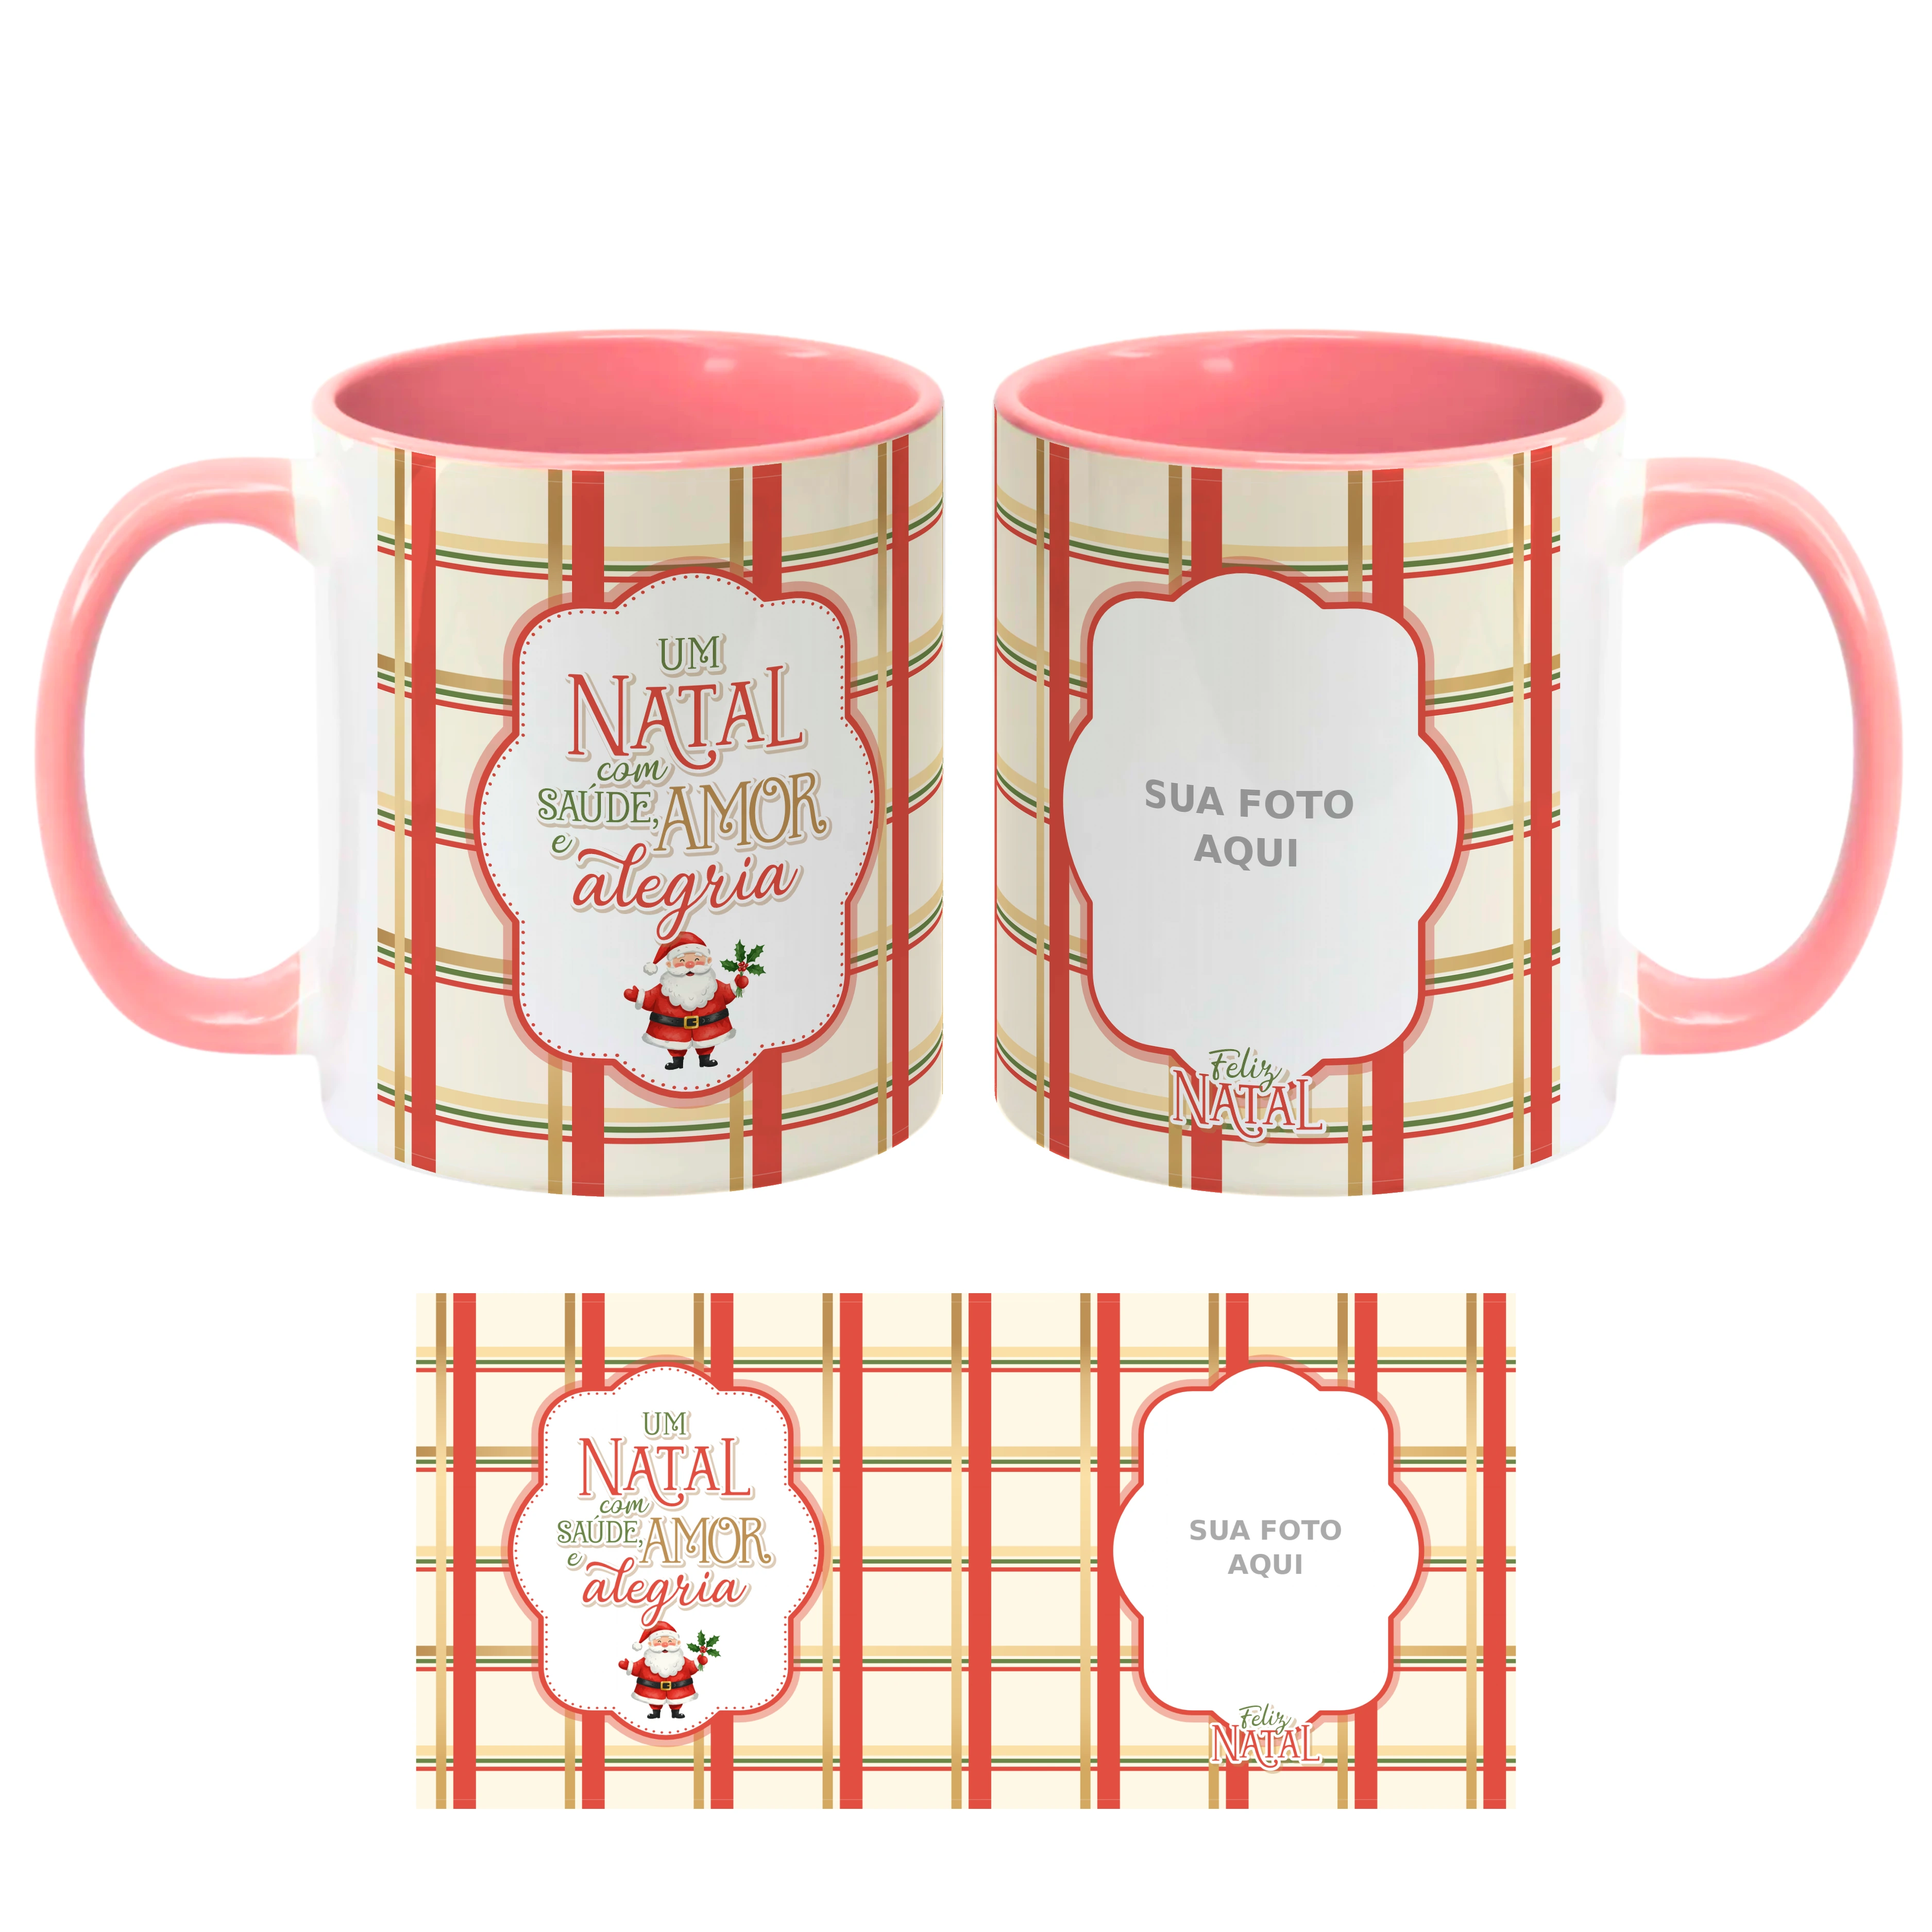 UM
NATAL
com
SAÚDE, AMOR
e
alegria
SUA FOTO
AQUI
Feliz
NATAL
UM
NATAL
com
SAÚDE, AMOR
e
alegria
SUA FOTO
AQUI
Feliz
NATAL